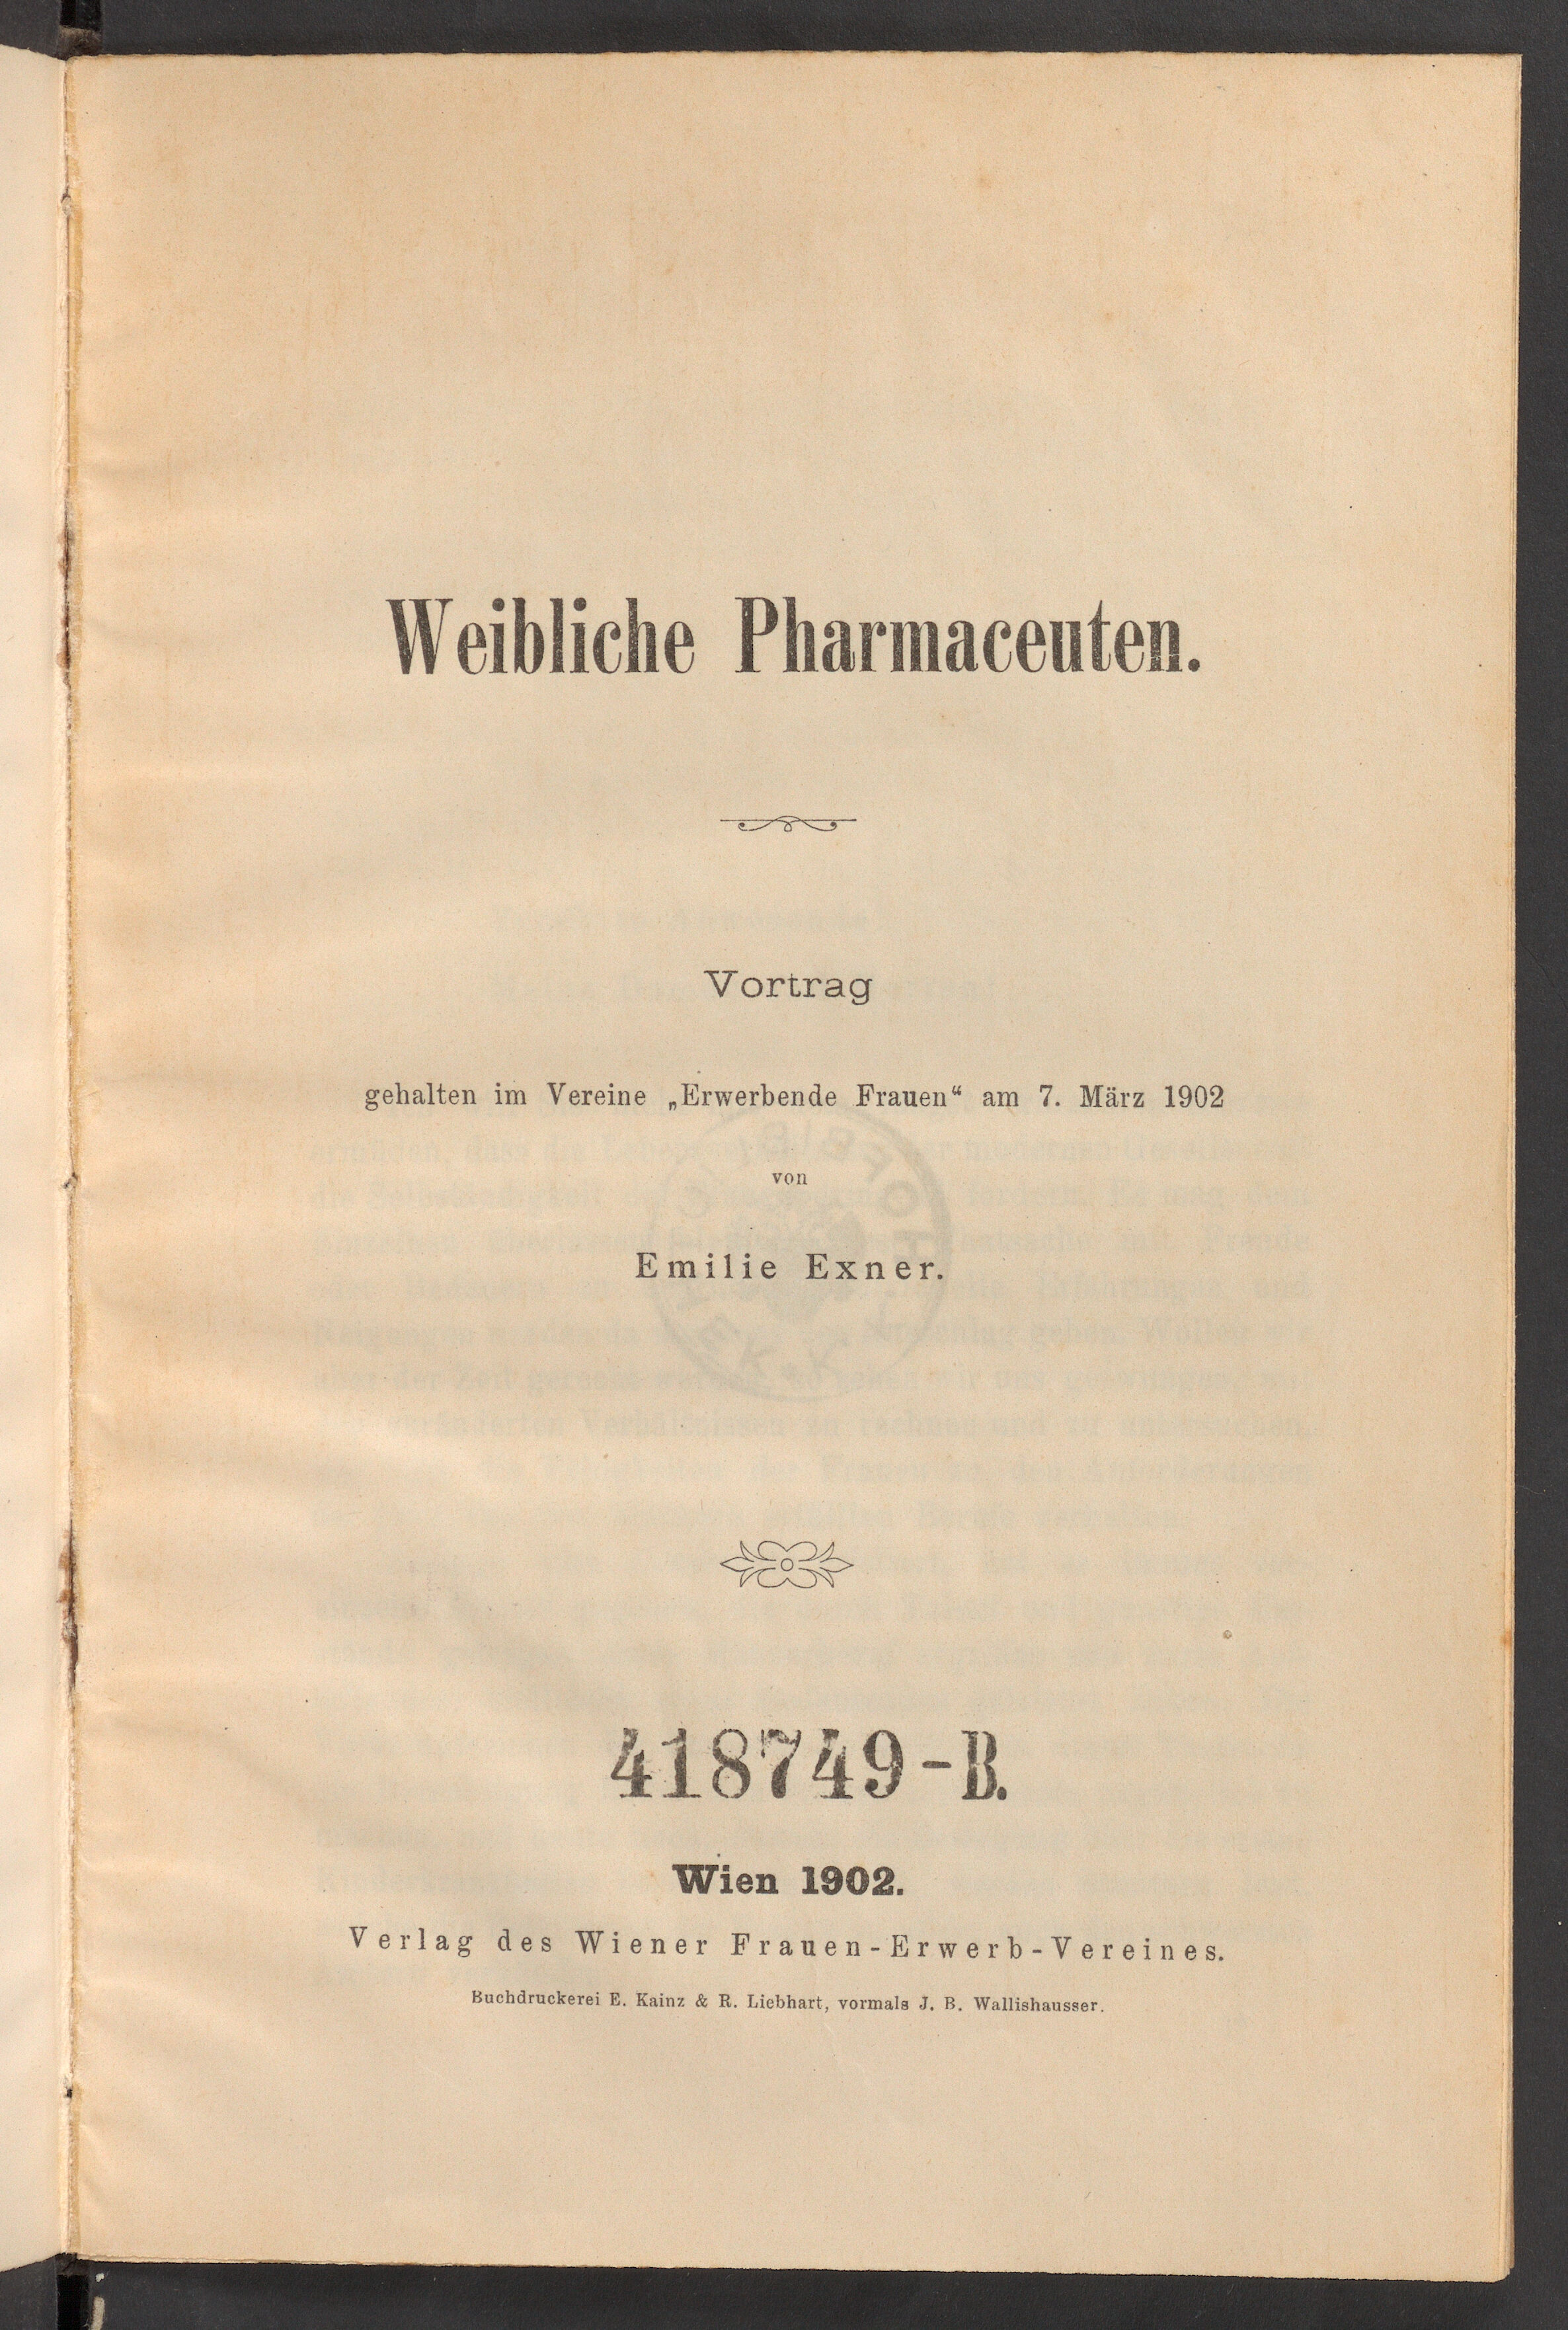 Weibliche Pharmaceuten.
Vortrag
gehalten im Vereine „Erwerbende Frauen“ am 7. März 1902
von
Emilie Exner.
418749-B.
Wien 1902.
Verlag des Wiener Frauen-Erwerb-Vereines.
Buchdruckerei E. Kainz & R. Liebhart, vormals J. B. Wallishausser.